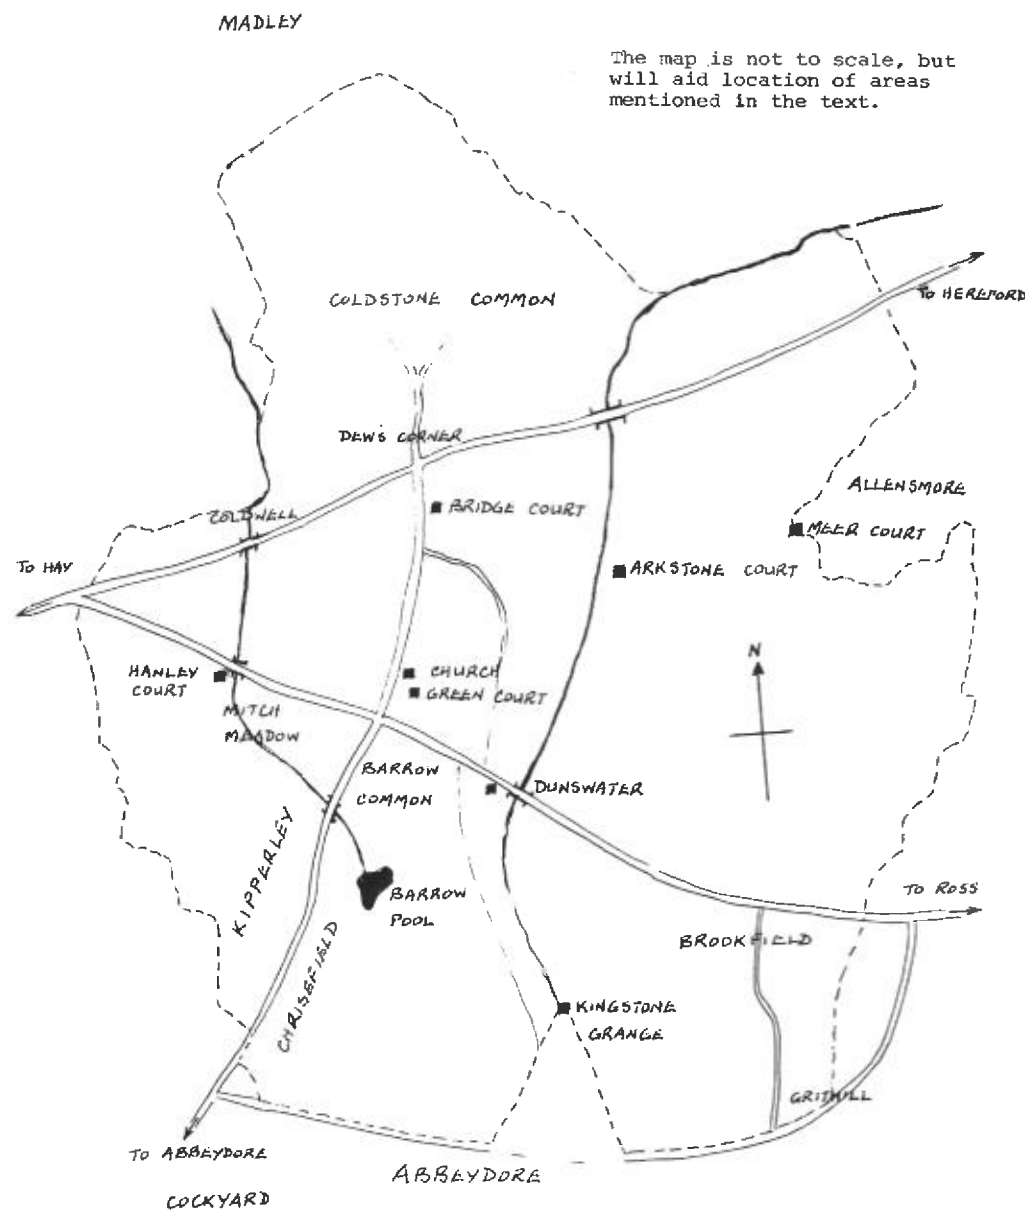 MADLEY
The map is not to scale, but
will aid location of areas
mentioned in the text.
COLDSTONE COMMON
TO HEREFORD
DEW'S CORNER
ALLENSMORE
BRIDGE COURT
COLDWELL
MEER COURT
TO HAY
ARKSTONE COURT
N
HANLEY
COURT
CHURCH
GREEN COURT
MITCH
MEADOW
BARROW
COMMON
DUNSWATER
KIPPERLEY
BARROW
POOL
TO ROSS
BROOKFIELD
CHRISEFIELD
KINGSTONE
GRANGE
GRITHILL
TO ABBEYDORE
ABBEYDORE
COCKYARD